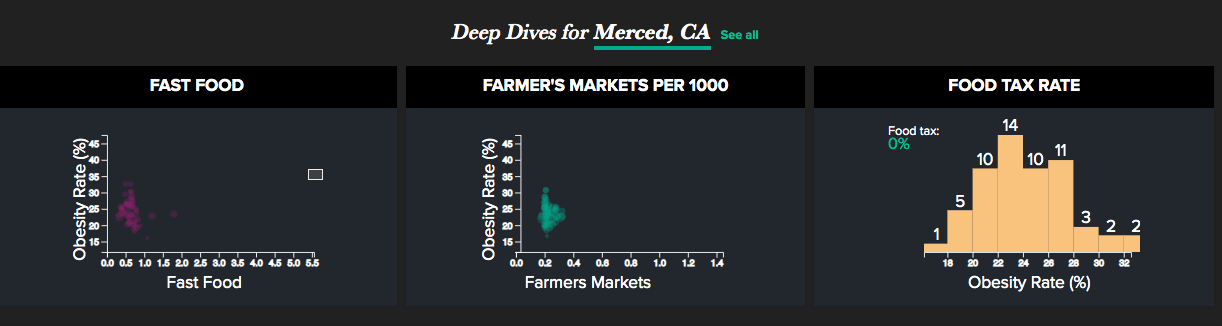 Deep Dives for Merced, CA See all
FAST FOOD
Obesity Rate (%)
45
40
35
30
25
20
15
0.0 0.5 1.0 1.5 2.0 2.5 3.0 3.5 4.0 4.5 5.0 5.5
Fast Food
FARMER'S MARKETS PER 1000
Obesity Rate (%)
45
40
35
30
25
20
15
0.0 0.2 0.4 0.6 0.8 1.0 1.2 1.4
Farmers Markets
FOOD TAX RATE
Food tax:
0%
1 5 10 14 10 11 3 2 2
18 20 22 24 26 28 30 32
Obesity Rate (%)